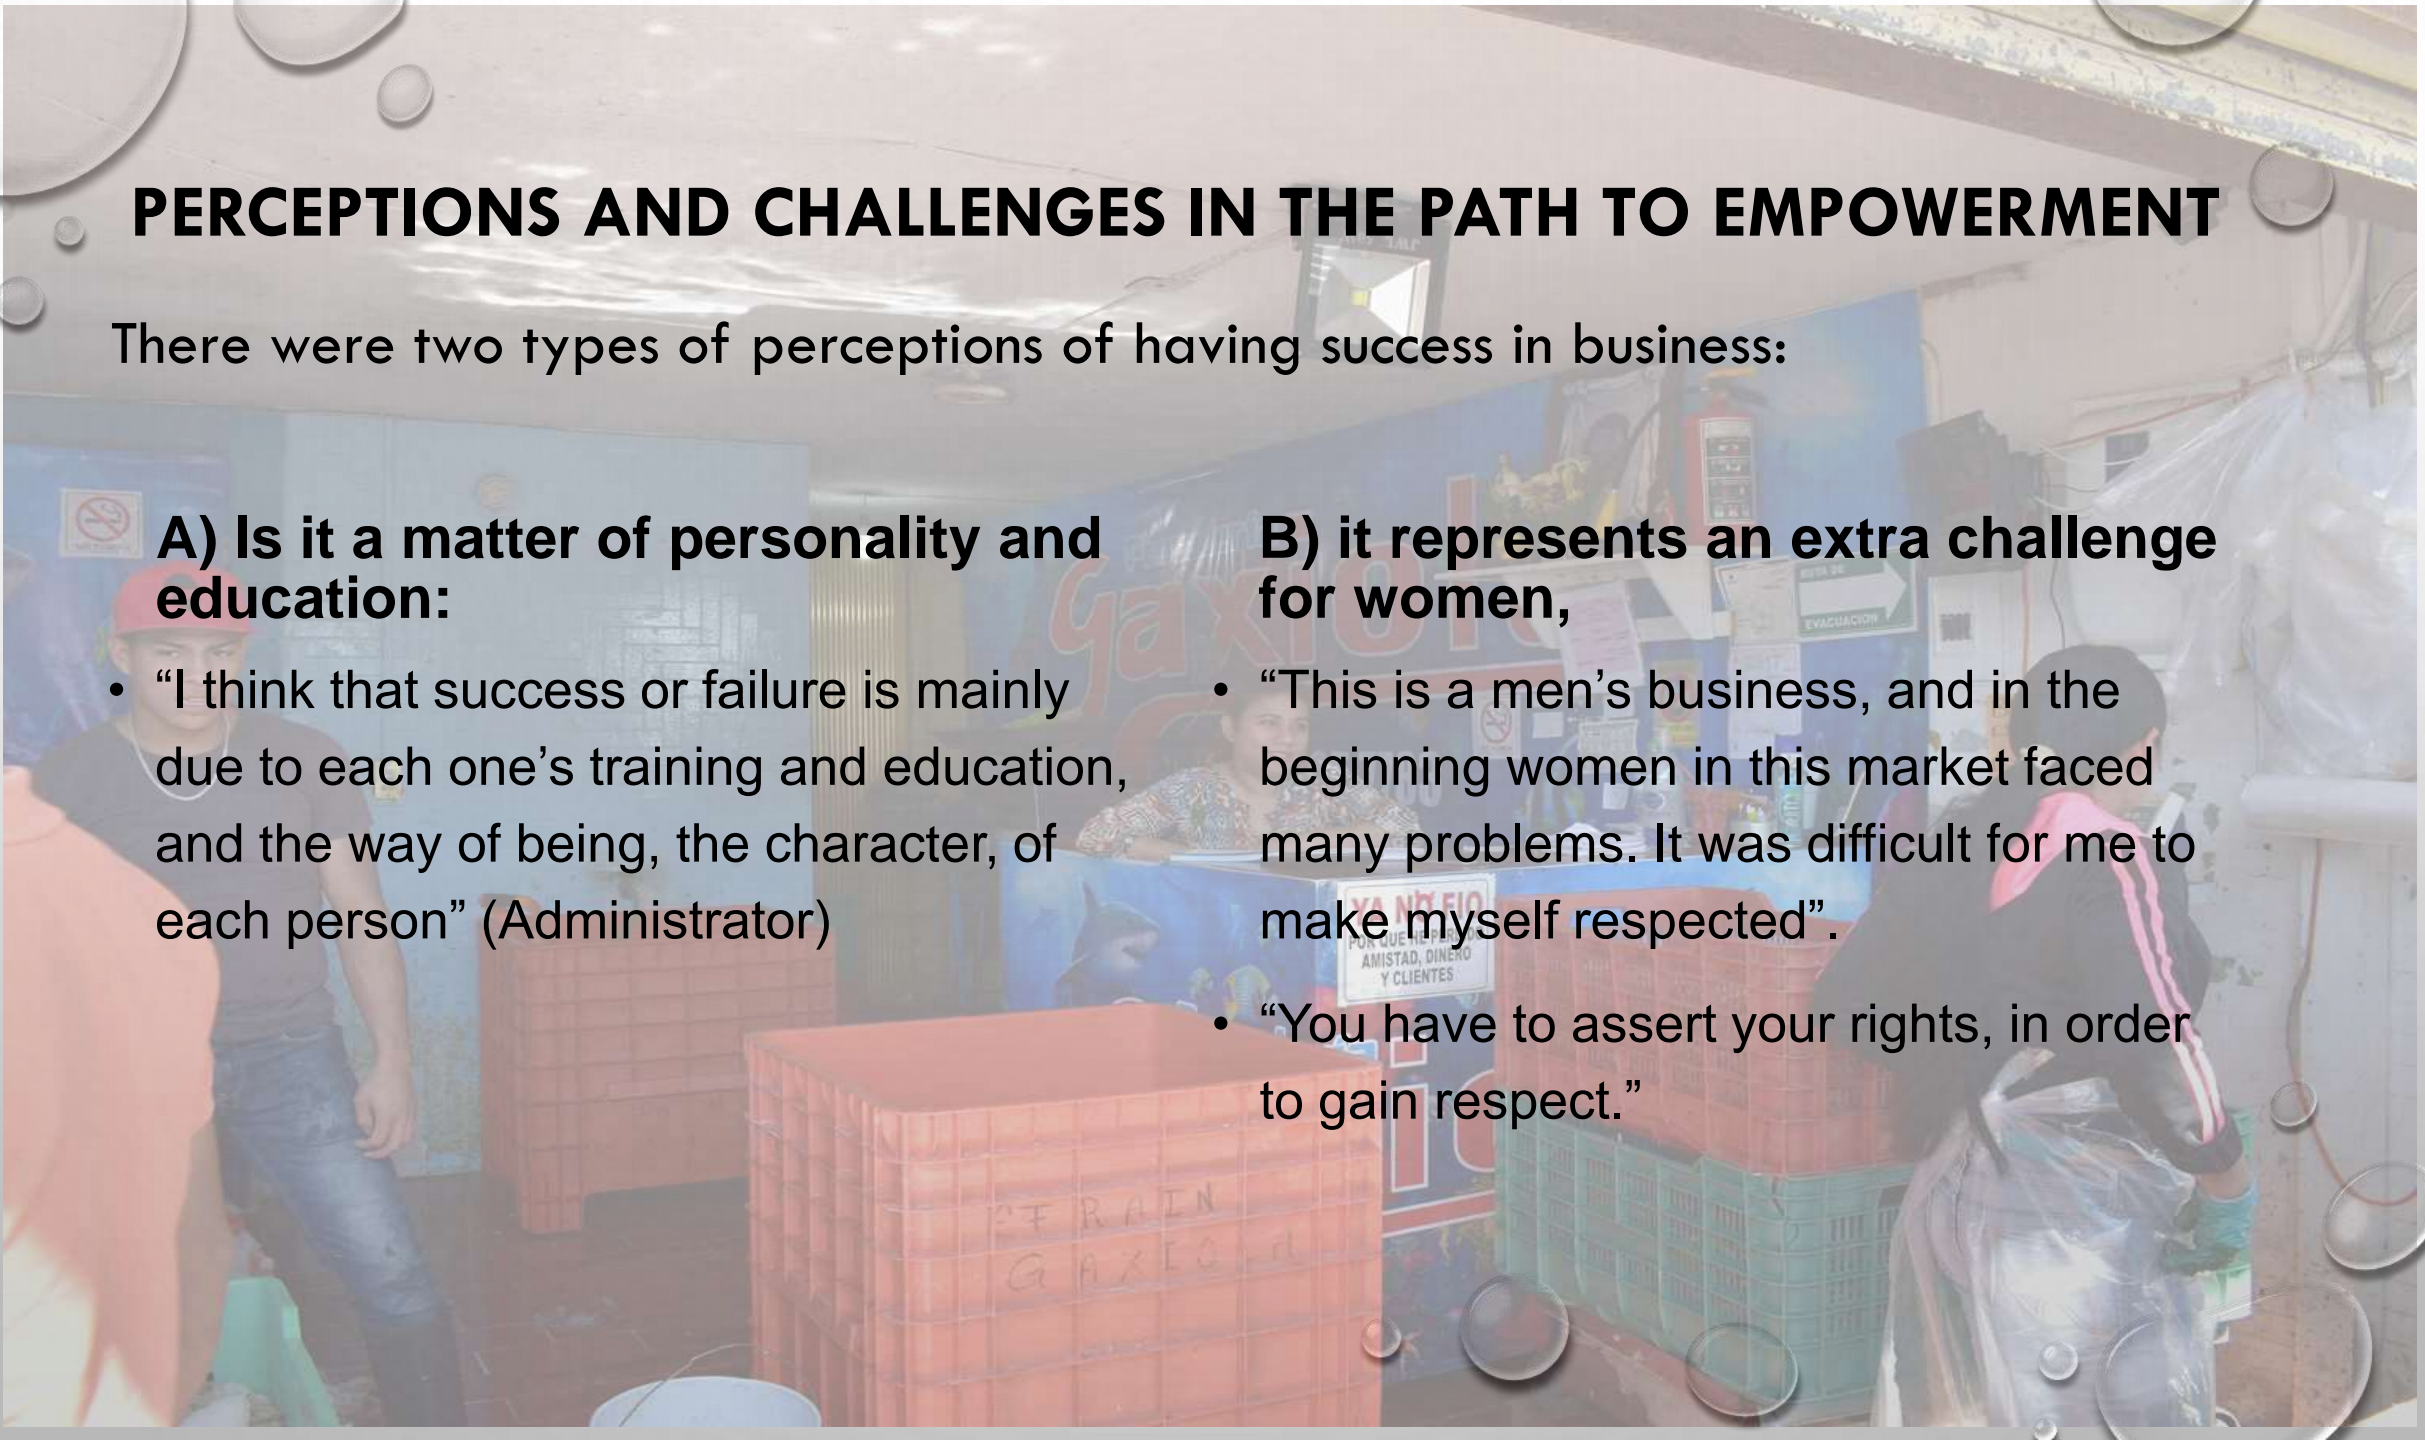 PERCEPTIONS AND CHALLENGES IN THE PATH TO EMPOWERMENT
There were two types of perceptions of having success in business:
A) Is it a matter of personality and
education:
• “I think that success or failure is mainly
due to each one’s training and education,
and the way of being, the character, of
each person” (Administrator)
B) it represents an extra challenge
for women,
• “This is a men’s business, and in the
beginning women in this market faced
many problems. It was difficult for me to
make myself respected”.
• “You have to assert your rights, in order
to gain respect.”
EVACUACION
YA NO FIO
POR QUE HE PERDIDO
AMISTAD, DINERO
Y CLIENTES
GAXIOLA